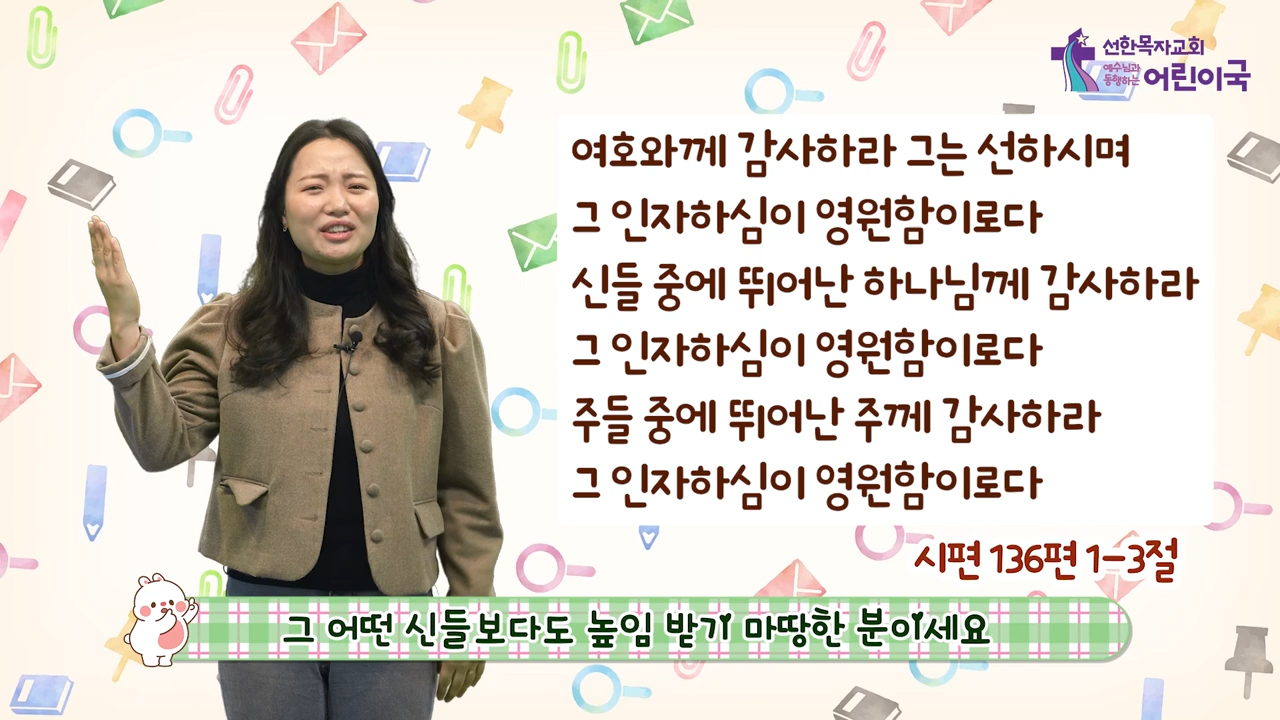 선한목자교회
예수님과
동행하는
어린이국
여호와께 감사하라 그는 선하시며
그 인자하심이 영원함이로다
신들 중에 뛰어난 하나님께 감사하라
그 인자하심이 영원함이로다
주들 중에 뛰어난 주께 감사하라
그 인자하심이 영원함이로다
시편 136편 1-3절
그 어떤 신들보다도 높임 받기 마땅한 분이세요